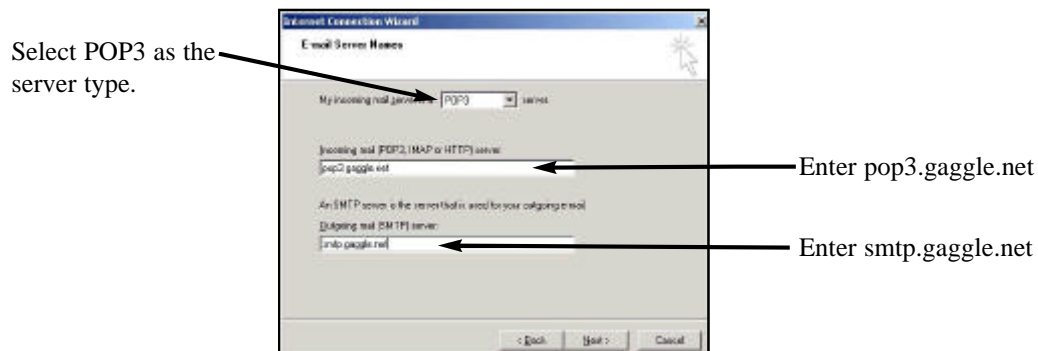 Internet Connection Wizard
E-mail Server Names
Select POP3 as the
server type.
My incoming mail server is a POP3 server.
Incoming mail (POP3, IMAP or HTTP) server:
pop3.gaggle.net
Enter pop3.gaggle.net
An SMTP server is the server that is used for your outgoing e-mail.
Outgoing mail (SMTP) server:
smtp.gaggle.net
Enter smtp.gaggle.net
< Back
Next >
Cancel